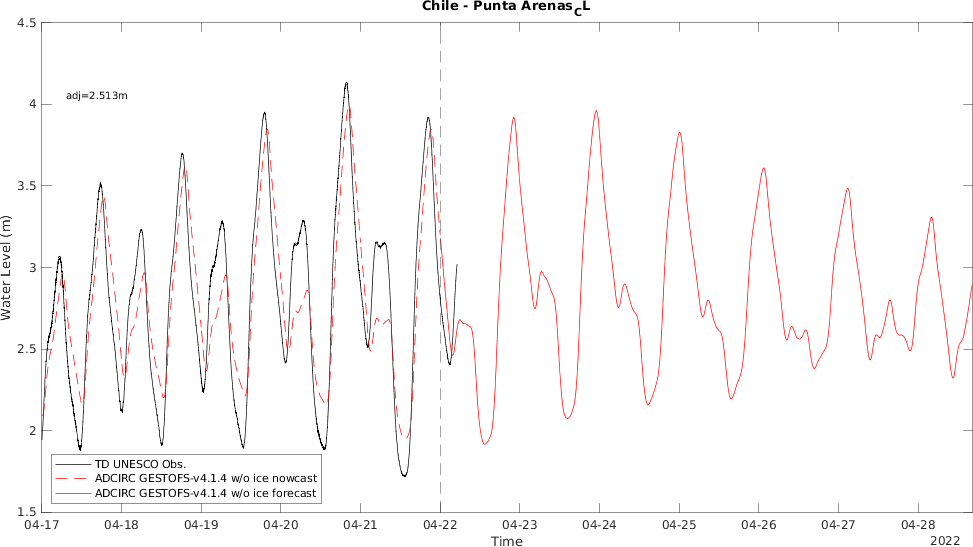 Chile - Punta Arenas_CL
4.5
4
3.5
3
2.5
2
1.5
Water Level (m)
adj=2.513m
TD UNESCO Obs.
ADCIRC GESTOFS-v4.1.4 w/o ice nowcast
ADCIRC GESTOFS-v4.1.4 w/o ice forecast
04-17 04-18 04-19 04-20 04-21 04-22 04-23 04-24 04-25 04-26 04-27 04-28
Time
2022